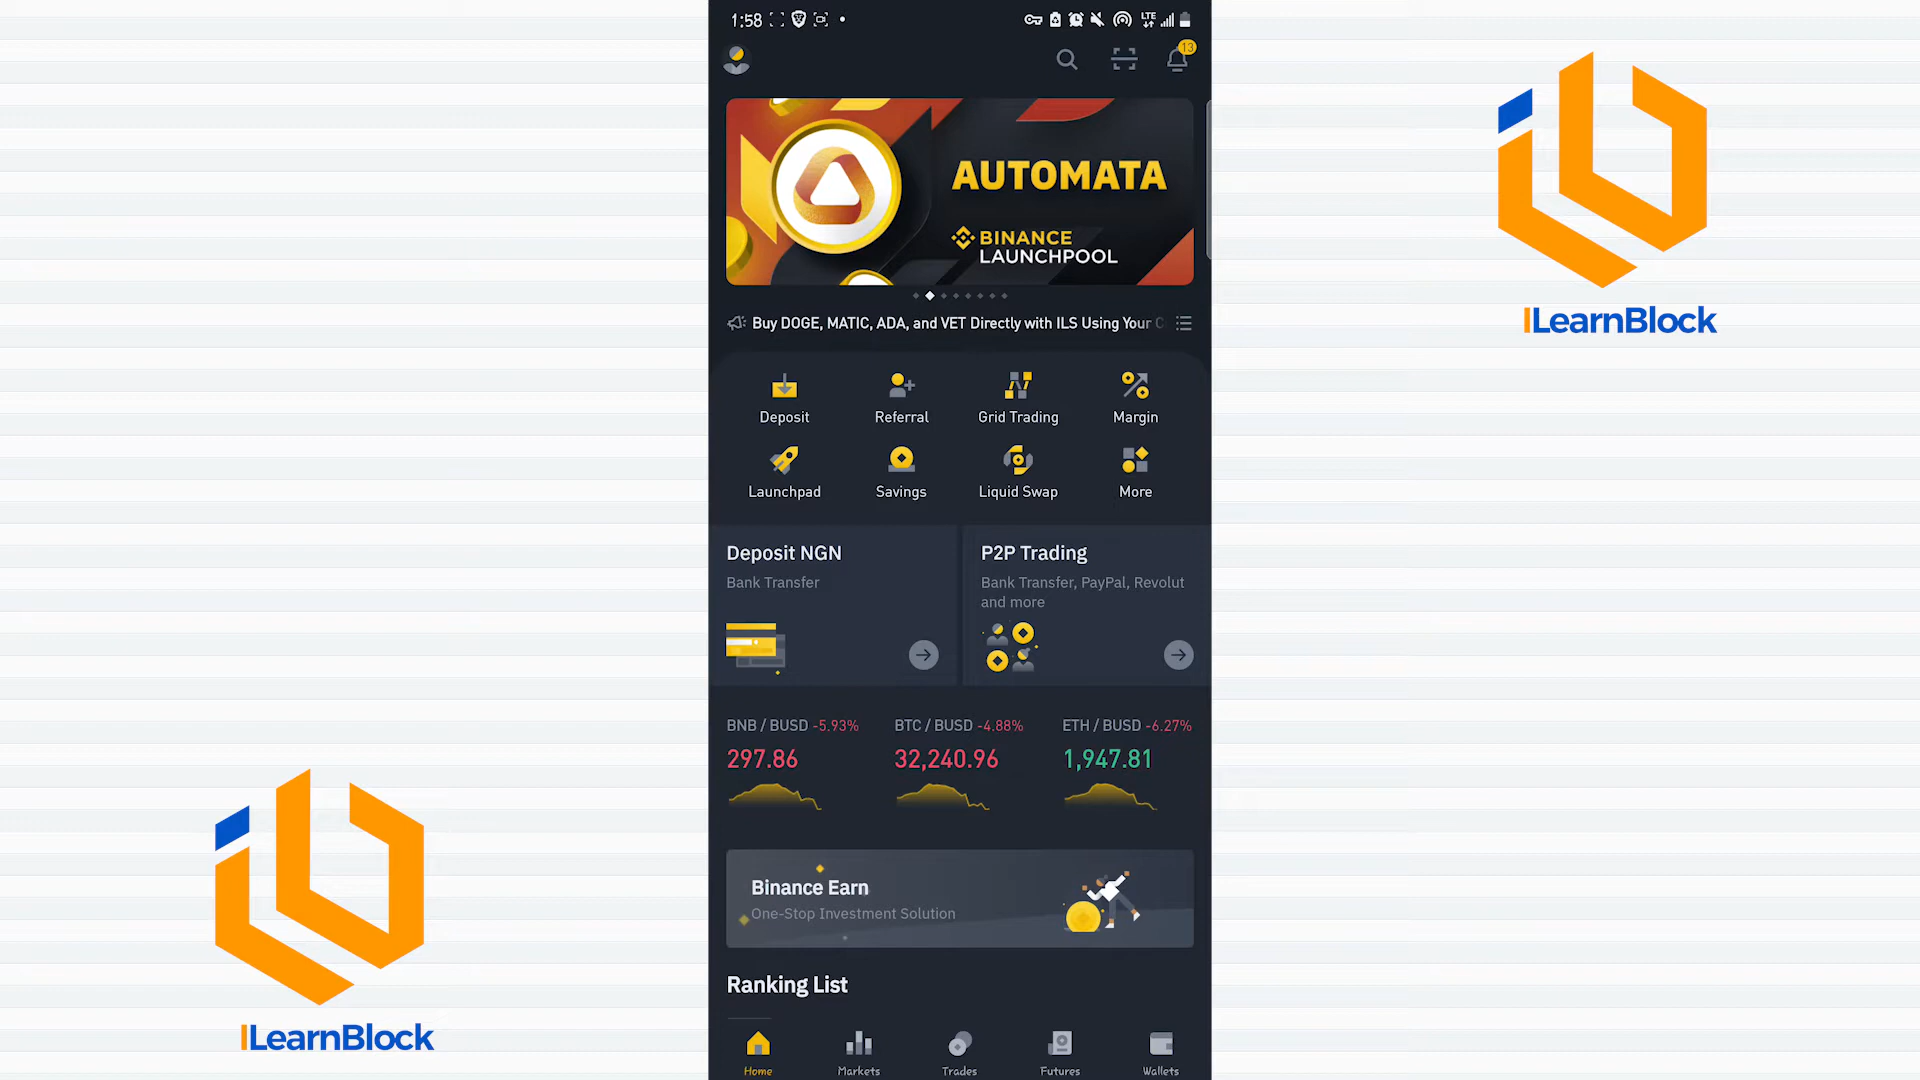 1:58
LTE
13
AUTOMATA
BINANCE
LAUNCHPOOL
ILearnBlock
Buy DOGE, MATIC, ADA, and VET Directly with ILS Using Your C
Deposit
Referral
Grid Trading
Margin
Launchpad
Savings
Liquid Swap
More
Deposit NGN
Bank Transfer
P2P Trading
Bank Transfer, PayPal, Revolut
and more
BNB / BUSD -5.93%
297.86
BTC / BUSD -4.88%
32,240.96
ETH / BUSD -6.27%
1,947.81
Binance Earn
One-Stop Investment Solution
Ranking List
ILearnBlock
Home
Markets
Trades
Futures
Wallets